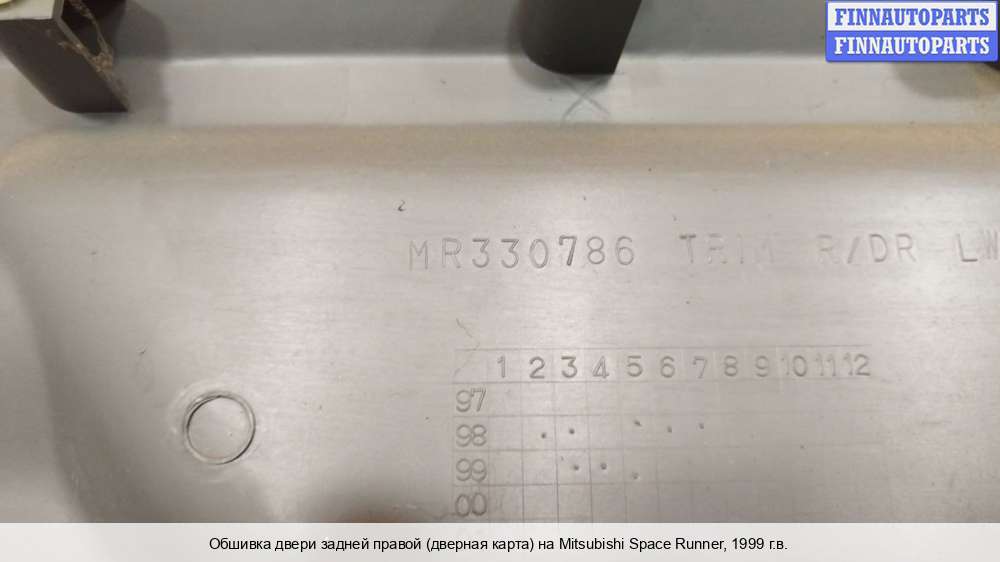 FINNAUTOPARTS
FINNAUTOPARTS
MR330786 TRIM R/DR LW
1 2 3 4 5 6 7 8 9 10 11 12
97
98
99
00
Обшивка двери задней правой (дверная карта) на Mitsubishi Space Runner, 1999 г.в.